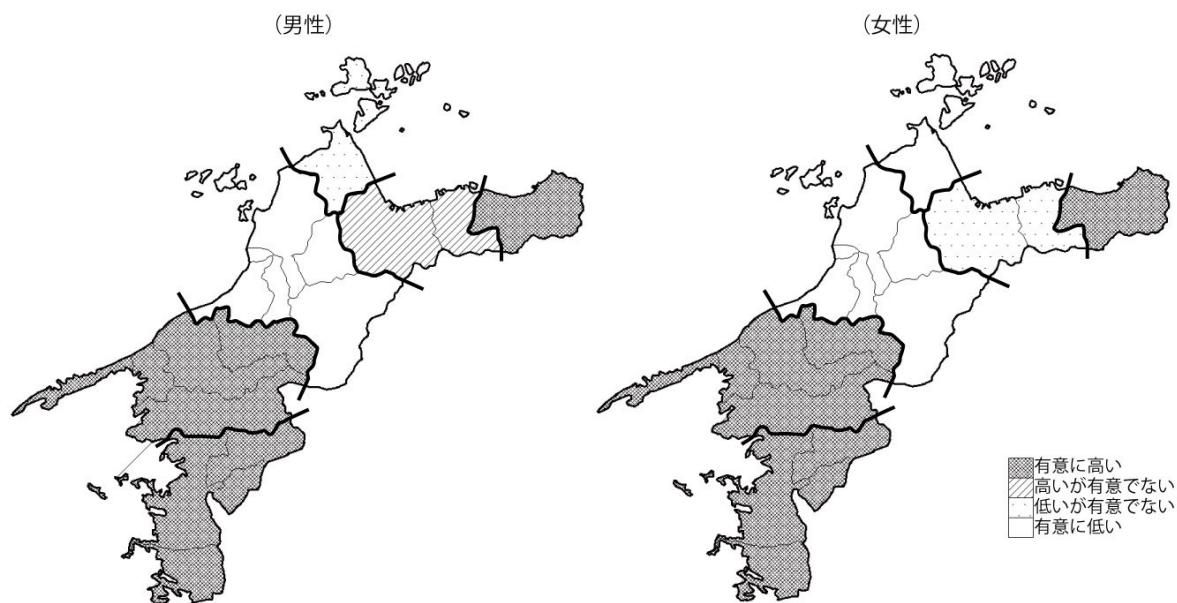 （男性）
（女性）
有意に高い
高いが有意でない
低いが有意でない
有意に低い